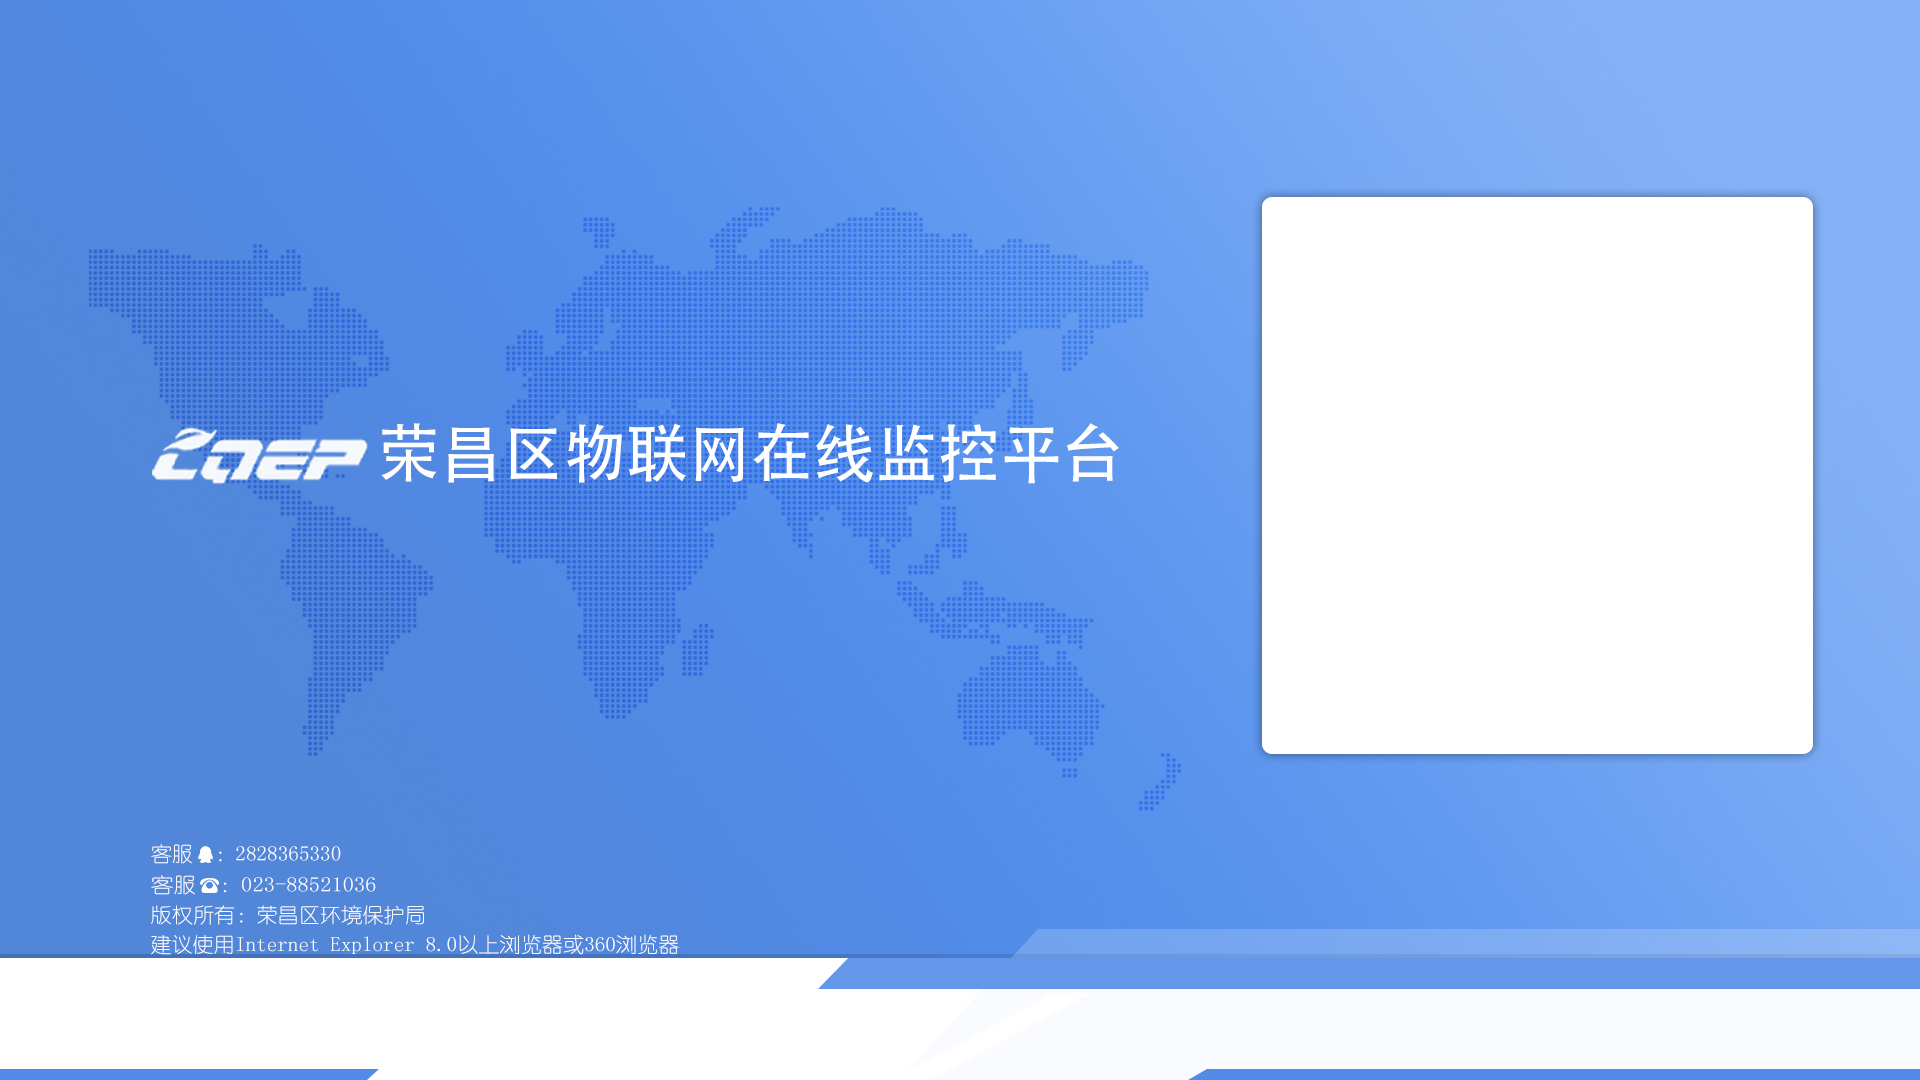 CQEP 荣昌区物联网在线监控平台
客服：2828365330
客服：023-88521036
版权所有：荣昌区环境保护局
建议使用Internet Explorer 8.0以上浏览器或360浏览器